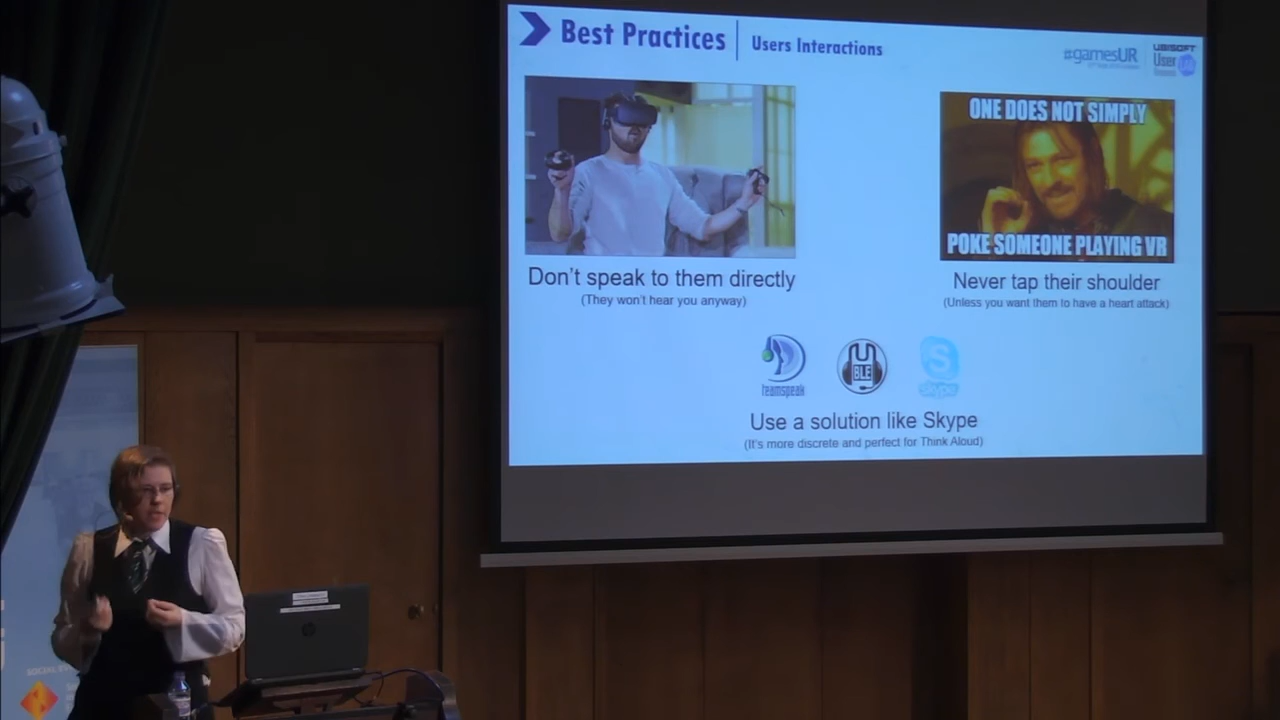 Best Practices
Users Interactions
#gamesUR
UBISOFT
User
ONE DOES NOT SIMPLY
POKE SOMEONE PLAYING VR
Don't speak to them directly
(They won't hear you anyway)
Never tap their shoulder
(Unless you want them to have a heart attack)
teamspeak
BLE
skype
Use a solution like Skype
(It's more discrete and perfect for Think Aloud)
hp